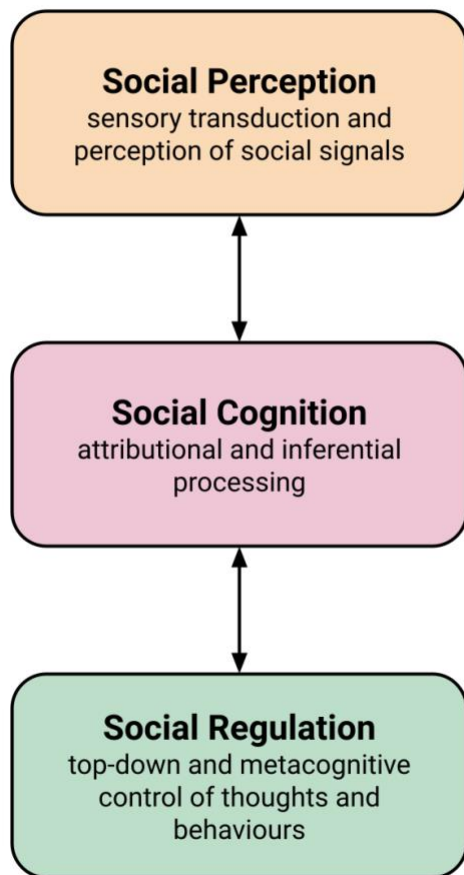 Social Perception
sensory transduction and
perception of social signals
Social Cognition
attributional and inferential
processing
Social Regulation
top-down and metacognitive
control of thoughts and
behaviours